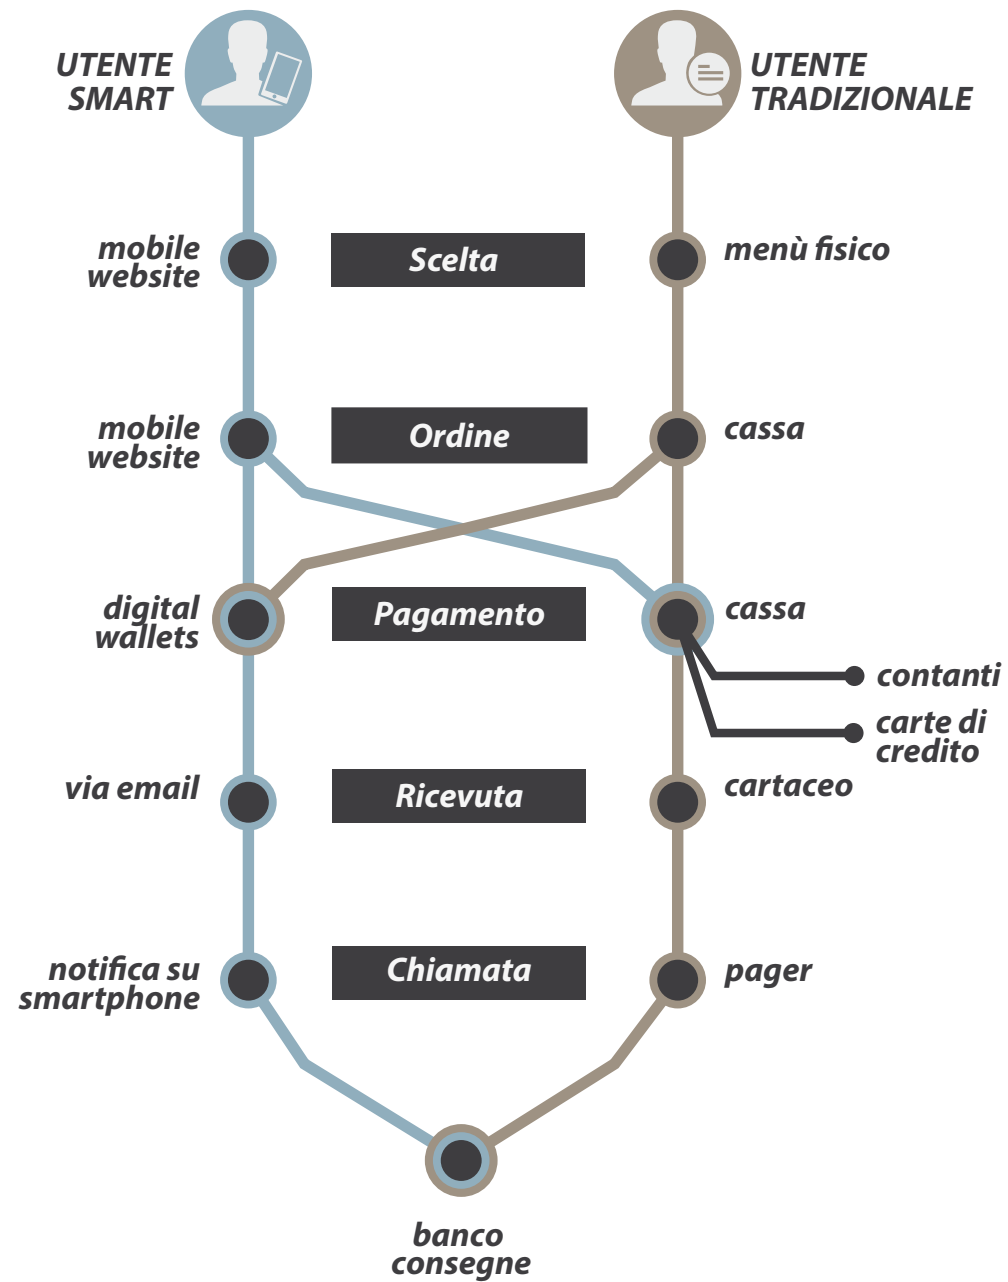 UTENTE
SMART
UTENTE
TRADIZIONALE
mobile
website
Scelta
menù fisico
mobile
website
Ordine
cassa
digital
wallets
Pagamento
cassa
contanti
carte di
credito
via email
Ricevuta
cartaceo
notifica su
smartphone
Chiamata
pager
banco
consegne